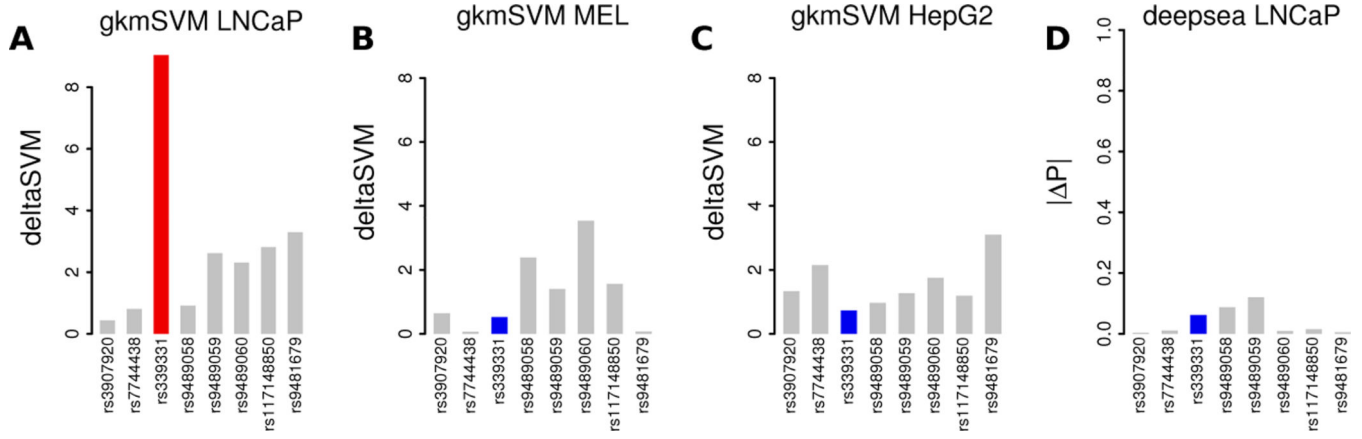 A gkmSVM LNCaP
deltaSVM
0 2 4 6 8
rs3907920
rs7744438
rs339331
rs9489058
rs9489059
rs9489060
rs117148850
rs9481679
B gkmSVM MEL
deltaSVM
0 2 4 6 8
rs3907920
rs7744438
rs339331
rs9489058
rs9489059
rs9489060
rs117148850
rs9481679
C gkmSVM HepG2
deltaSVM
0 2 4 6 8
rs3907920
rs7744438
rs339331
rs9489058
rs9489059
rs9489060
rs117148850
rs9481679
D deepsea LNCaP
|ΔP|
0.0 0.2 0.4 0.6 0.8 1.0
rs3907920
rs7744438
rs339331
rs9489058
rs9489059
rs9489060
rs117148850
rs9481679